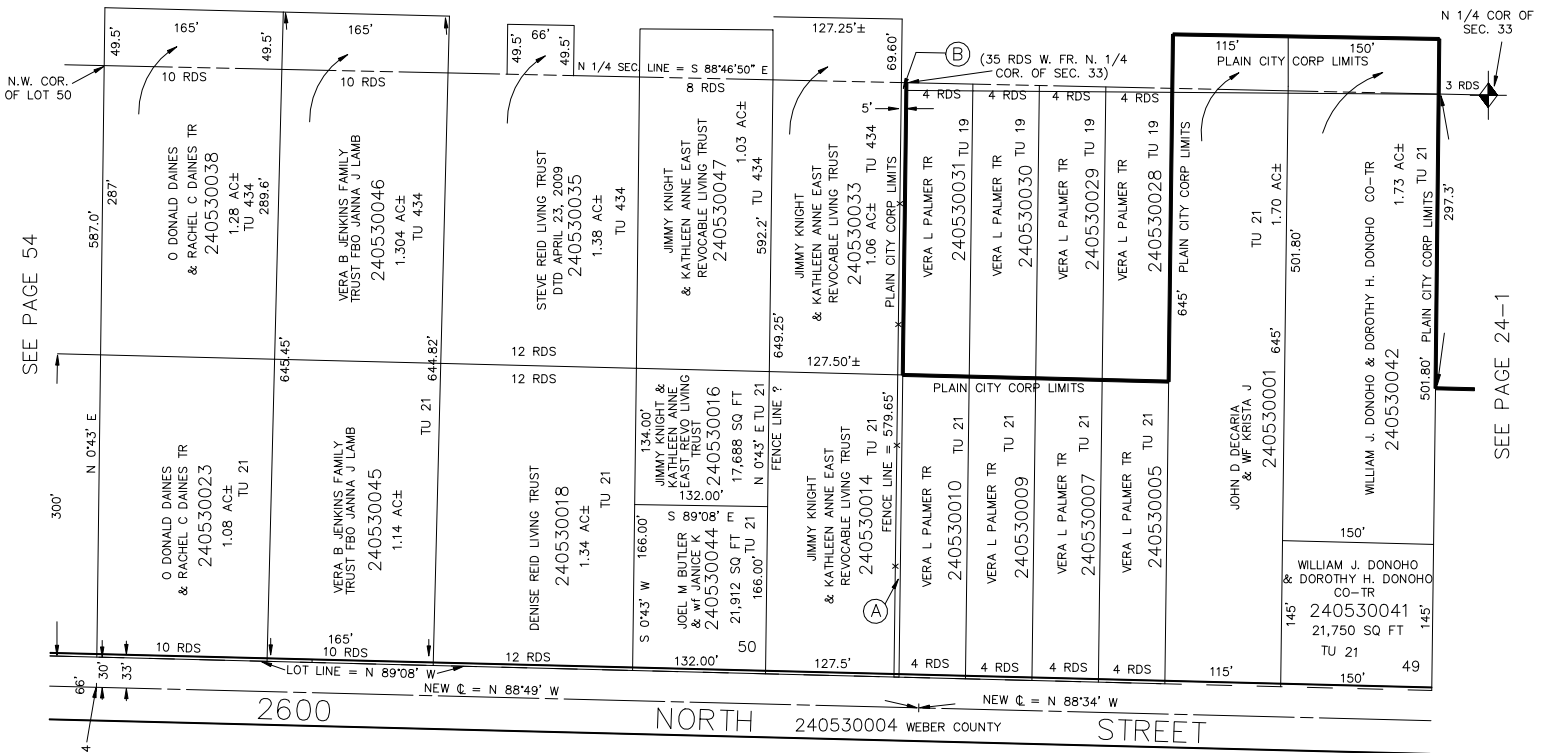 49.5'
165'
49.5'
165'
49.5'
66'
49.5'
127.25'±
69.60'
B
(35 RDS W. FR. N. 1/4
COR. OF SEC. 33)
115'
150'
PLAIN CITY CORP LIMITS
N 1/4 COR OF
SEC. 33
N.W. COR.
OF LOT 50
10 RDS
10 RDS
N 1/4 SEC. LINE = S 88°46'50" E
8 RDS
5'
4 RDS
4 RDS
4 RDS
4 RDS
3 RDS
SEE PAGE 54
587.0'
287'
O DONALD DAINES
& RACHEL C DAINES TR
240530038
1.28 AC±
TU 434
289.6'
VERA B JENKINS FAMILY
TRUST FBO JANNA J LAMB
240530046
1.304 AC±
TU 434
STEVE REID LIVING TRUST
DTD APRIL 23, 2009
240530035
1.38 AC±
TU 434
JIMMY KNIGHT
& KATHLEEN ANNE EAST
REVOCABLE LIVING TRUST
240530047
1.03 AC±
592.2' TU 434
JIMMY KNIGHT
& KATHLEEN ANNE EAST
REVOCABLE LIVING TRUST
240530033
1.06 AC± TU 434
PLAIN CITY CORP LIMITS
VERA L PALMER TR
240530031 TU 19
VERA L PALMER TR
240530030 TU 19
VERA L PALMER TR
240530029 TU 19
VERA L PALMER TR
240530028 TU 19
645' PLAIN CITY CORP LIMITS
JOHN D DECARIA
& WF KRISTA J
240530001
TU 21
1.70 AC±
645'
501.80'
WILLIAM J. DONOHO & DOROTHY H. DONOHO CO-TR
240530042
1.73 AC±
TU 21
501.80' PLAIN CITY CORP LIMITS
297.3'
SEE PAGE 24-1
645.45'
644.82'
649.25'
12 RDS
12 RDS
127.50'±
PLAIN CITY CORP LIMITS
300'
N 0°43' E
O DONALD DAINES
& RACHEL C DAINES TR
240530023
1.08 AC±
TU 21
VERA B JENKINS FAMILY
TRUST FBO JANNA J LAMB
240530045
1.14 AC±
TU 21
DENISE REID LIVING TRUST
240530018
1.34 AC±
TU 21
134.00'
JIMMY KNIGHT &
KATHLEEN ANNE
EAST REVO LIVING
TRUST
240530016
17,688 SQ FT
N 0°43' E TU 21
FENCE LINE ?
132.00'
S 89°08' E
S 0°43' W 166.00'
JOEL M BUTLER
& wf JANICE K
240530044
21,912 SQ FT
TU 21
166.00'
50
JIMMY KNIGHT
& KATHLEEN ANNE EAST
REVOCABLE LIVING TRUST
240530014 TU 21
FENCE LINE = 579.65'
A
VERA L PALMER TR
240530010 TU 21
VERA L PALMER TR
240530009 TU 21
VERA L PALMER TR
240530007 TU 21
VERA L PALMER TR
240530005 TU 21
150'
WILLIAM J. DONOHO
& DOROTHY H. DONOHO
CO-TR
145'
240530041
145'
21,750 SQ FT
TU 21
49
10 RDS
165'
10 RDS
12 RDS
132.00'
127.5'
4 RDS
4 RDS
4 RDS
4 RDS
115'
150'
66'
30'
33'
LOT LINE = N 89°08' W
NEW ℄ = N 88°49' W
NEW ℄ = N 88°34' W
2600 NORTH 240530004 WEBER COUNTY STREET
4